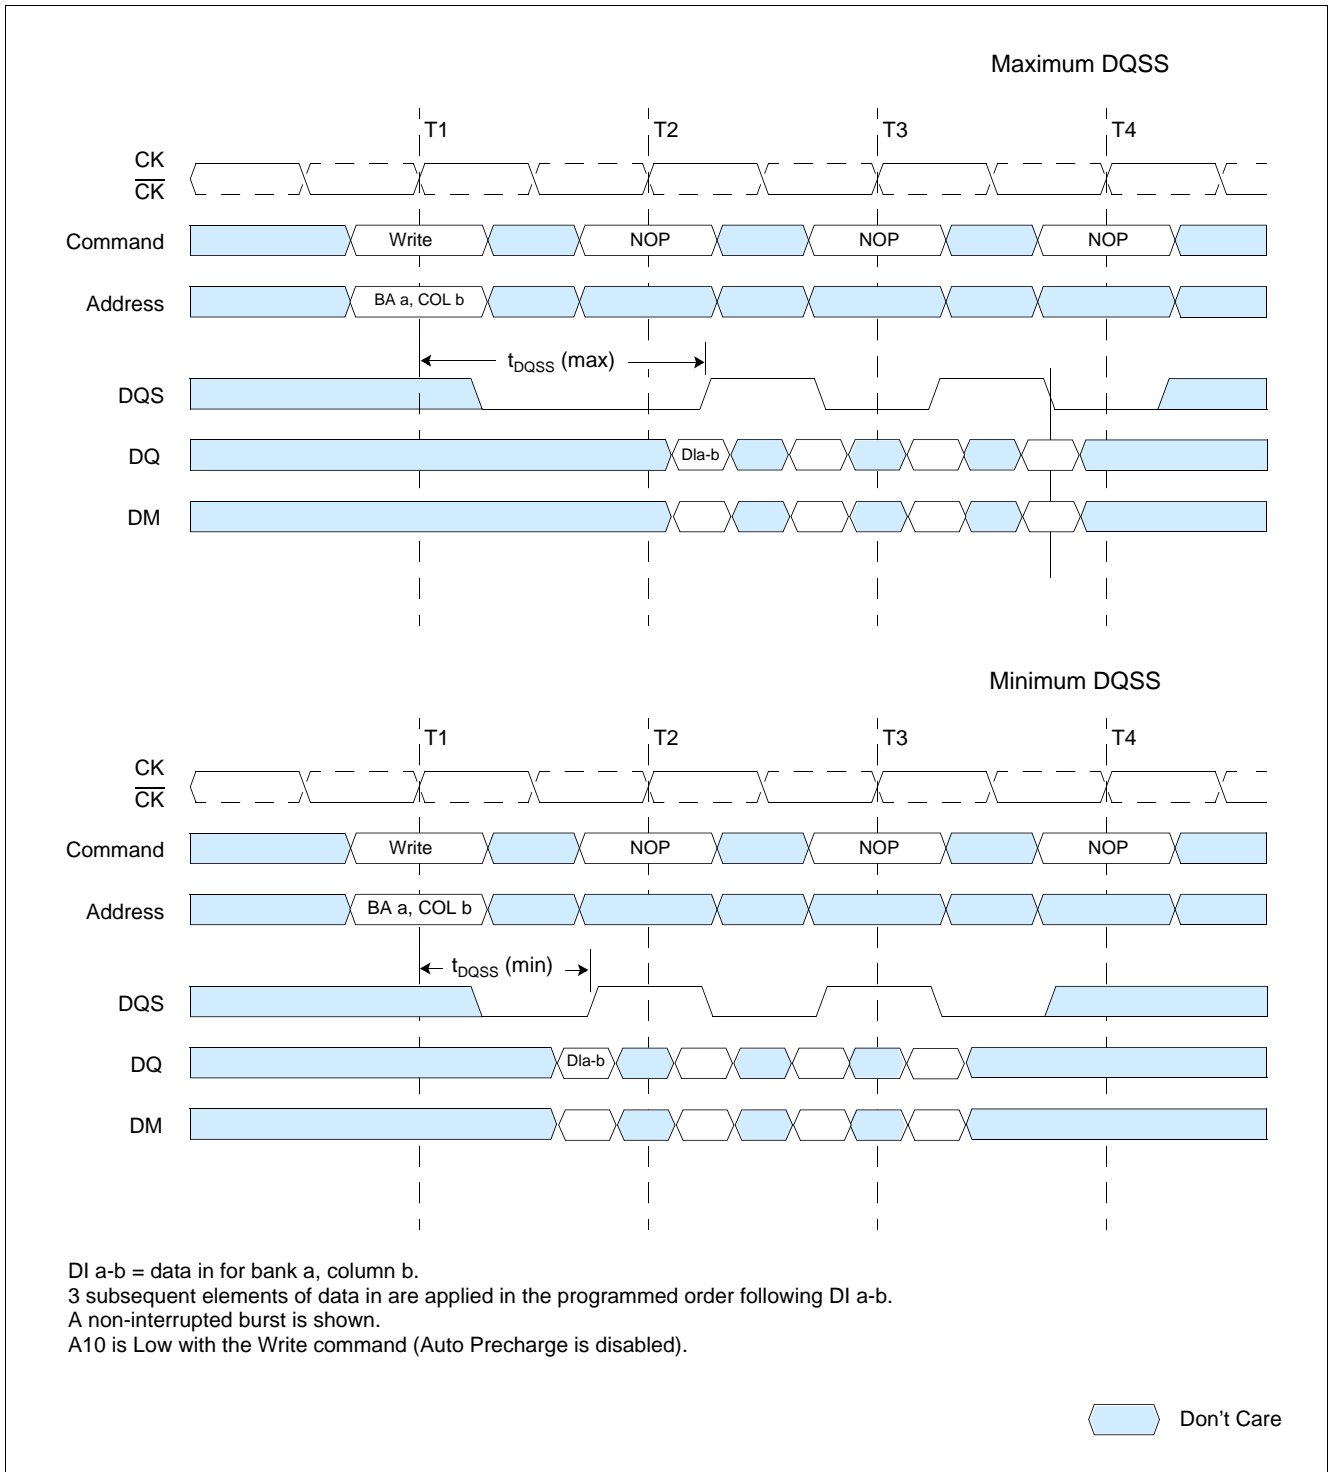 Maximum DQSS
T1 T2 T3 T4
CK
CK
Command Write NOP NOP NOP
Address BA a, COL b
tDQSS (max)
DQS
DQ DIa-b
DM
Minimum DQSS
T1 T2 T3 T4
CK
CK
Command Write NOP NOP NOP
Address BA a, COL b
tDQSS (min)
DQS
DQ DIa-b
DM
DI a-b = data in for bank a, column b.
3 subsequent elements of data in are applied in the programmed order following DI a-b.
A non-interrupted burst is shown.
A10 is Low with the Write command (Auto Precharge is disabled).
Don't Care